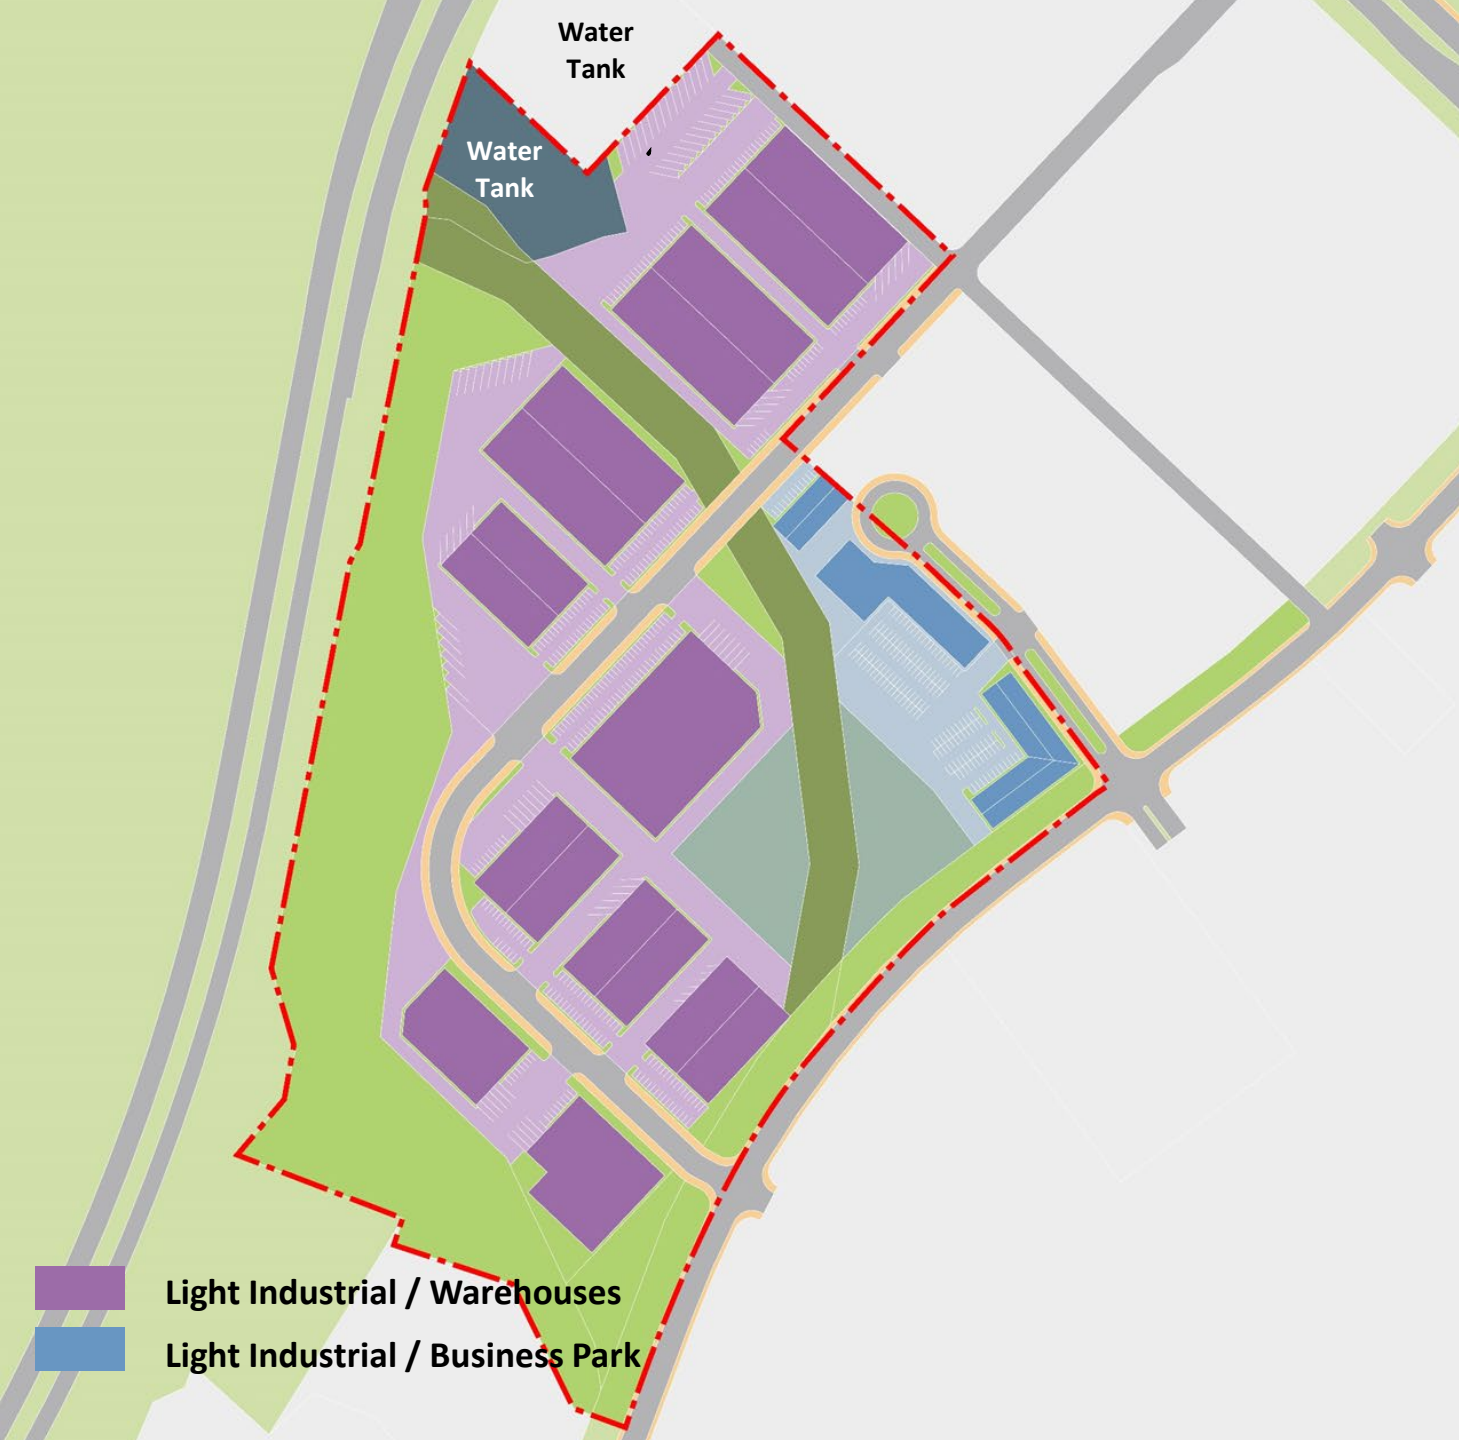 Water
Tank
Water
Tank
Light Industrial / Warehouses
Light Industrial / Business Park